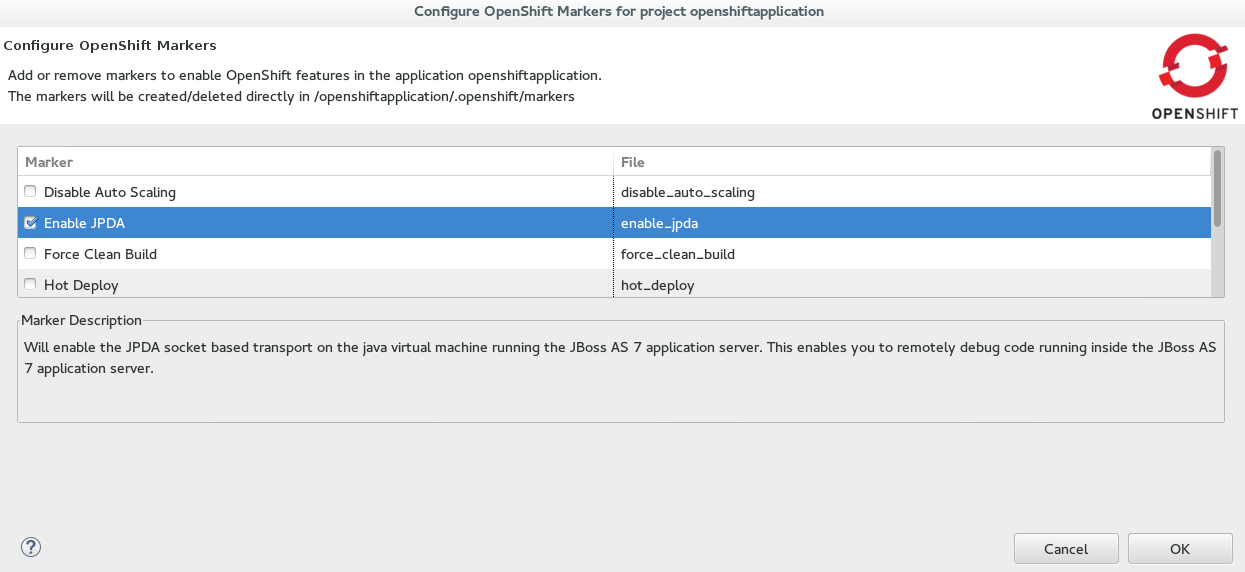 Configure OpenShift Markers for project openshiftapplication
Configure OpenShift Markers
Add or remove markers to enable OpenShift features in the application openshiftapplication.
The markers will be created/deleted directly in /openshiftapplication/.openshift/markers
OPENSHIFT
Marker File
Disable Auto Scaling disable_auto_scaling
Enable JPDA enable_jpda
Force Clean Build force_clean_build
Hot Deploy hot_deploy
Marker Description
Will enable the JPDA socket based transport on the java virtual machine running the JBoss AS 7 application server. This enables you to remotely debug code running inside the JBoss AS
7 application server.
?
Cancel OK